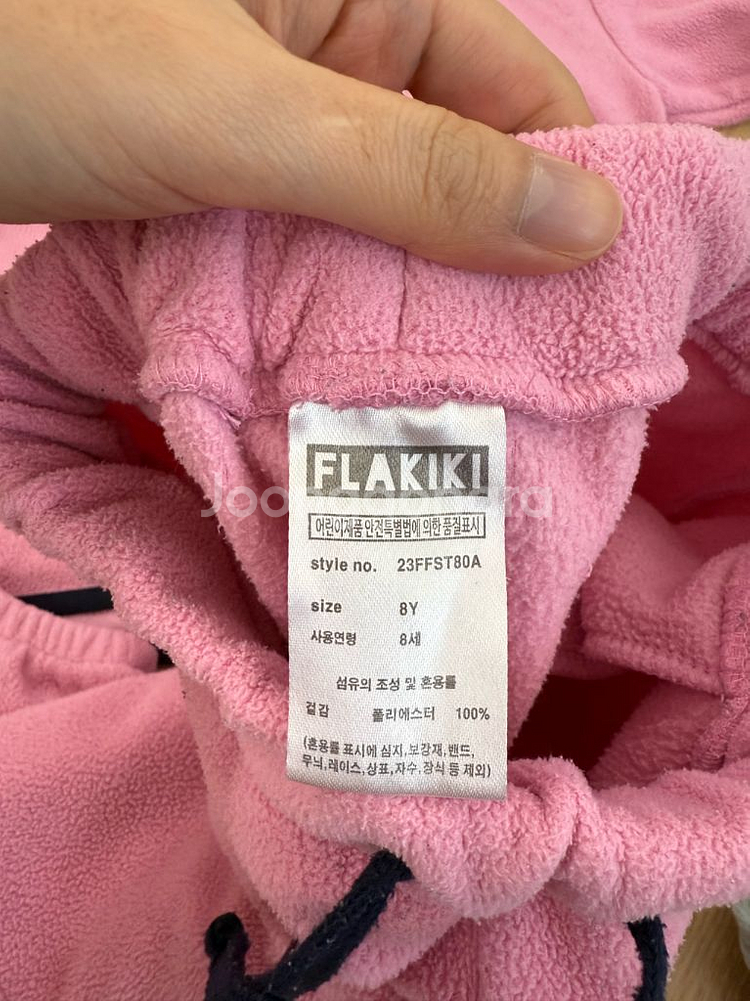 FLAKIKI
어린이제품 안전특별법에 의한 품질표시
style no. 23FFST80A
size 8Y
사용연령 8세
섬유의 조성 및 혼용률
겉감 폴리에스터 100%
(혼용률 표시에 심지,보강재,밴드,
무늬,레이스,상표,자수,장식 등 제외)